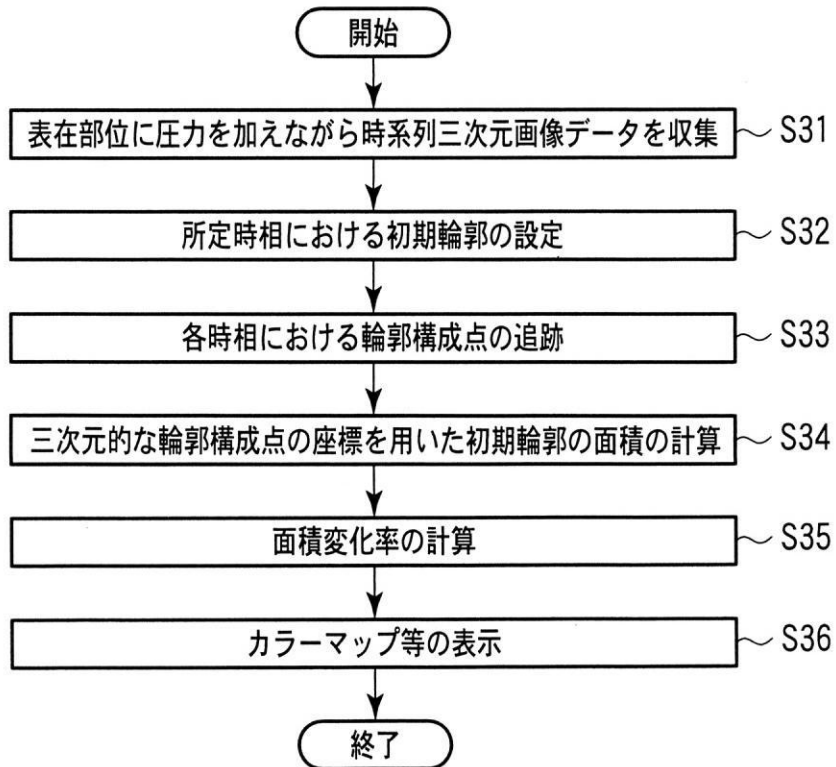 開始
表在部位に圧力を加えながら時系列三次元画像データを収集 S31
所定時相における初期輪郭の設定 S32
各時相における輪郭構成点の追跡 S33
三次元的な輪郭構成点の座標を用いた初期輪郭の面積の計算 S34
面積変化率の計算 S35
カラーマップ等の表示 S36
終了